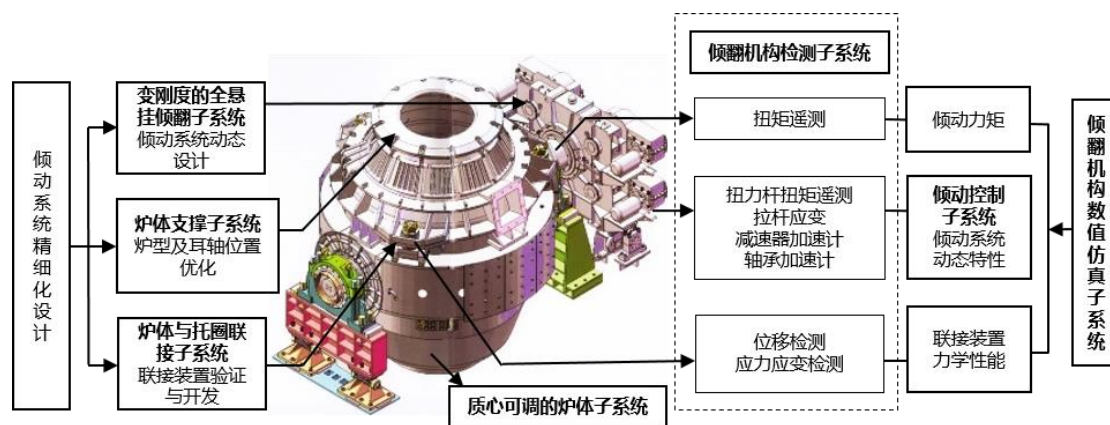 倾动系统精细化设计
变刚度的全悬
挂倾翻子系统
倾动系统动态
设计
炉体支撑子系统
炉型及耳轴位置
优化
炉体与托圈联
接子系统
联接装置验证
与开发
质心可调的炉体子系统
倾翻机构检测子系统
扭矩遥测
扭力杆扭矩遥测
拉杆应变
减速器加速计
轴承加速计
位移检测
应力应变检测
倾动力矩
倾动控制
子系统
倾动系统
动态特性
联接装置
力学性能
倾翻机构数值仿真子系统